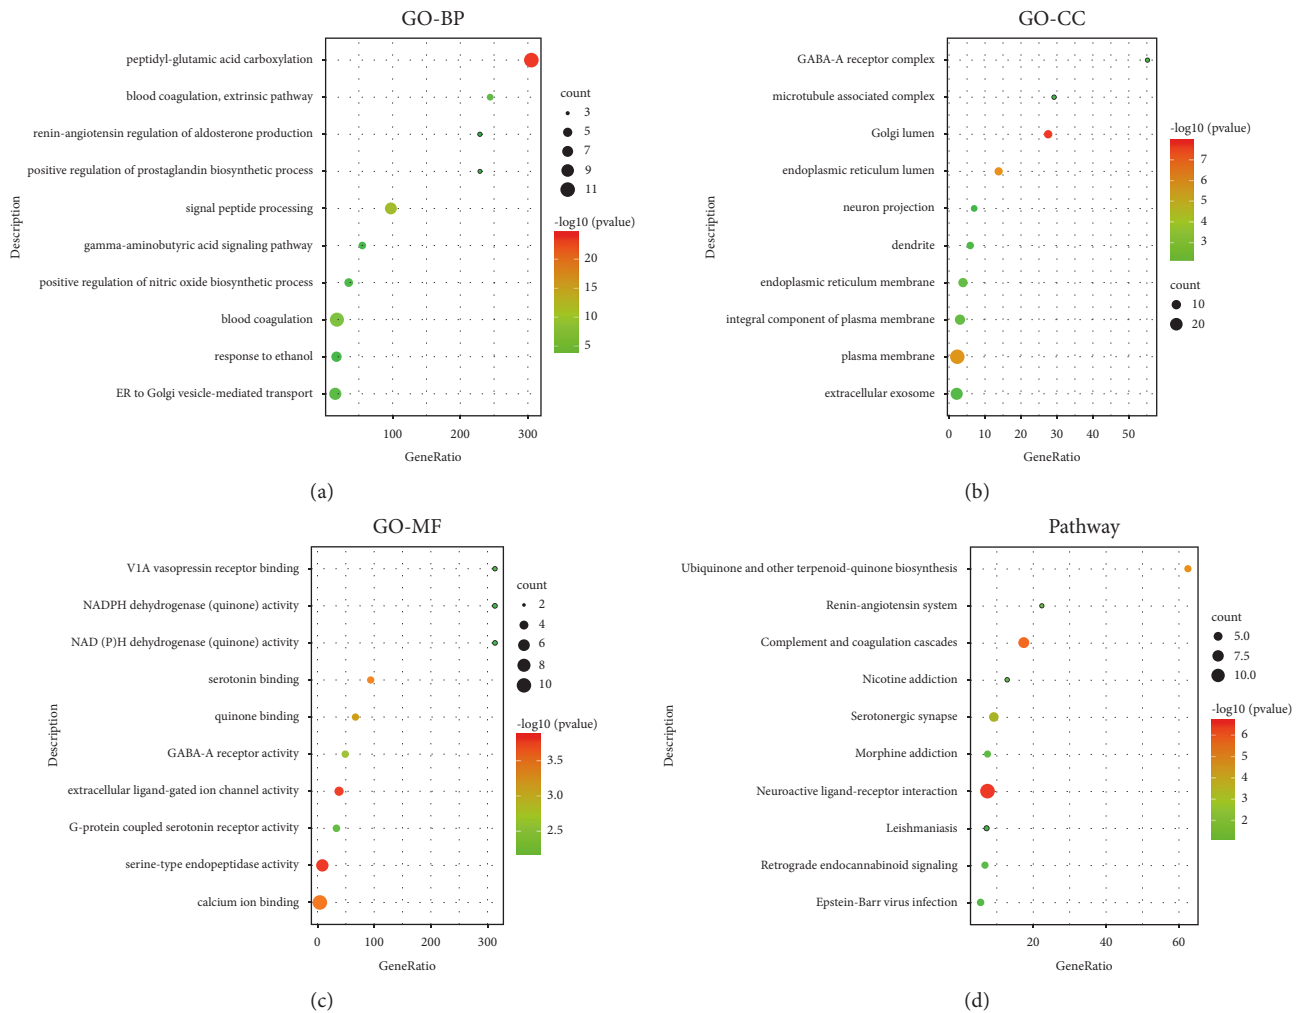 GO-BP
Description
peptidyl-glutamic acid carboxylation
blood coagulation, extrinsic pathway
renin-angiotensin regulation of aldosterone production
positive regulation of prostaglandin biosynthetic process
signal peptide processing
gamma-aminobutyric acid signaling pathway
positive regulation of nitric oxide biosynthetic process
blood coagulation
response to ethanol
ER to Golgi vesicle-mediated transport
100 200 300
GeneRatio
count
3
5
7
9
11
-log10 (pvalue)
20
15
10
5
(a)
GO-CC
Description
GABA-A receptor complex
microtubule associated complex
Golgi lumen
endoplasmic reticulum lumen
neuron projection
dendrite
endoplasmic reticulum membrane
integral component of plasma membrane
plasma membrane
extracellular exosome
0 10 20 30 40 50
GeneRatio
-log10 (pvalue)
7
6
5
4
3
count
10
20
(b)
GO-MF
Description
V1A vasopressin receptor binding
NADPH dehydrogenase (quinone) activity
NAD (P)H dehydrogenase (quinone) activity
serotonin binding
quinone binding
GABA-A receptor activity
extracellular ligand-gated ion channel activity
G-protein coupled serotonin receptor activity
serine-type endopeptidase activity
calcium ion binding
0 100 200 300
GeneRatio
count
2
4
6
8
10
-log10 (pvalue)
3.5
3.0
2.5
(c)
Pathway
Description
Ubiquinone and other terpenoid-quinone biosynthesis
Renin-angiotensin system
Complement and coagulation cascades
Nicotine addiction
Serotonergic synapse
Morphine addiction
Neuroactive ligand-receptor interaction
Leishmaniasis
Retrograde endocannabinoid signaling
Epstein-Barr virus infection
20 40 60
GeneRatio
count
5.0
7.5
10.0
-log10 (pvalue)
6
5
4
3
2
(d)